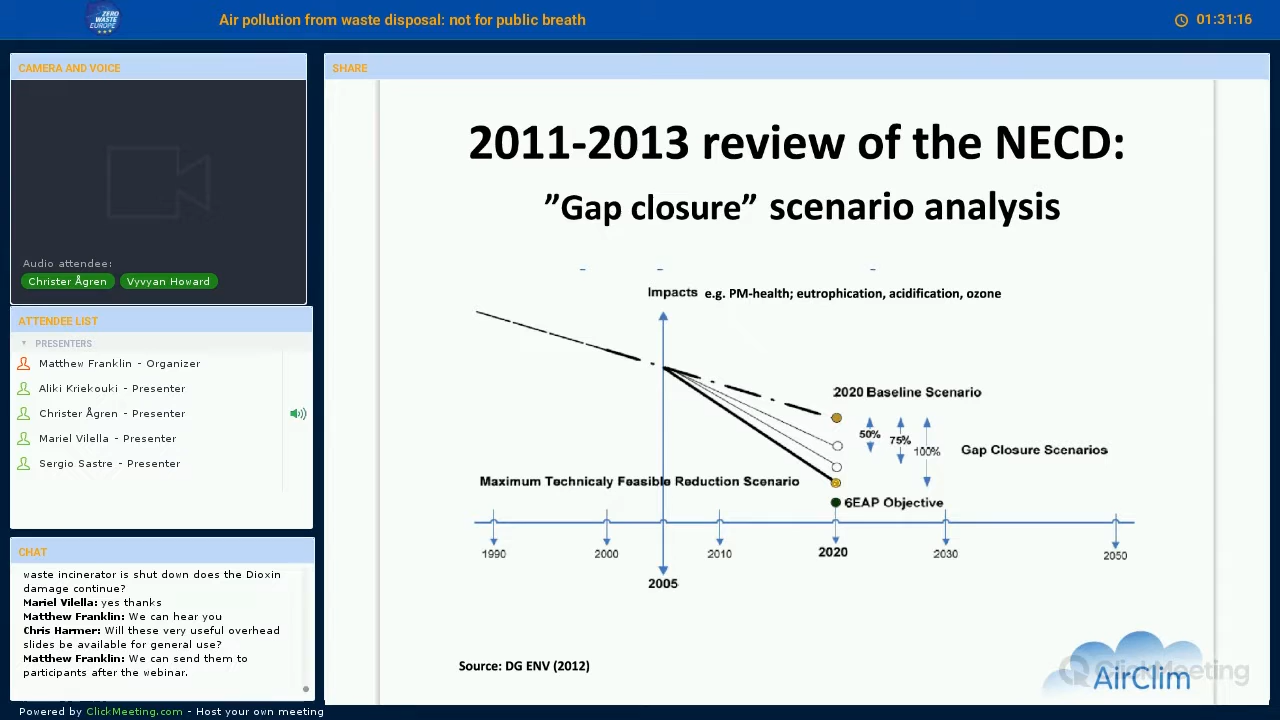 ZERO WASTE EUROPE
Air pollution from waste disposal: not for public breath
01:31:16
CAMERA AND VOICE
Audio attendee:
Christer Ågren
Vyvyan Howard
ATTENDEE LIST
PRESENTERS
Matthew Franklin - Organizer
Aliki Kriekouki - Presenter
Christer Ågren - Presenter
Mariel Vilella - Presenter
Sergio Sastre - Presenter
CHAT
waste incinerator is shut down does the Dioxin
damage continue?
Mariel Vilella: yes thanks
Matthew Franklin: We can hear you
Chris Harmer: Will these very useful overhead
slides be available for general use?
Matthew Franklin: We can send them to
participants after the webinar.
Powered by ClickMeeting.com - Host your own meeting
SHARE
2011-2013 review of the NECD:
”Gap closure” scenario analysis
Impacts e.g. PM-health; eutrophication, acidification, ozone
2020 Baseline Scenario
50% 75% 100%
Gap Closure Scenarios
Maximum Technicaly Feasible Reduction Scenario
6EAP Objective
1990 2000 2010 2020 2030 2050
2005
Source: DG ENV (2012)
AirClim
ClickMeeting